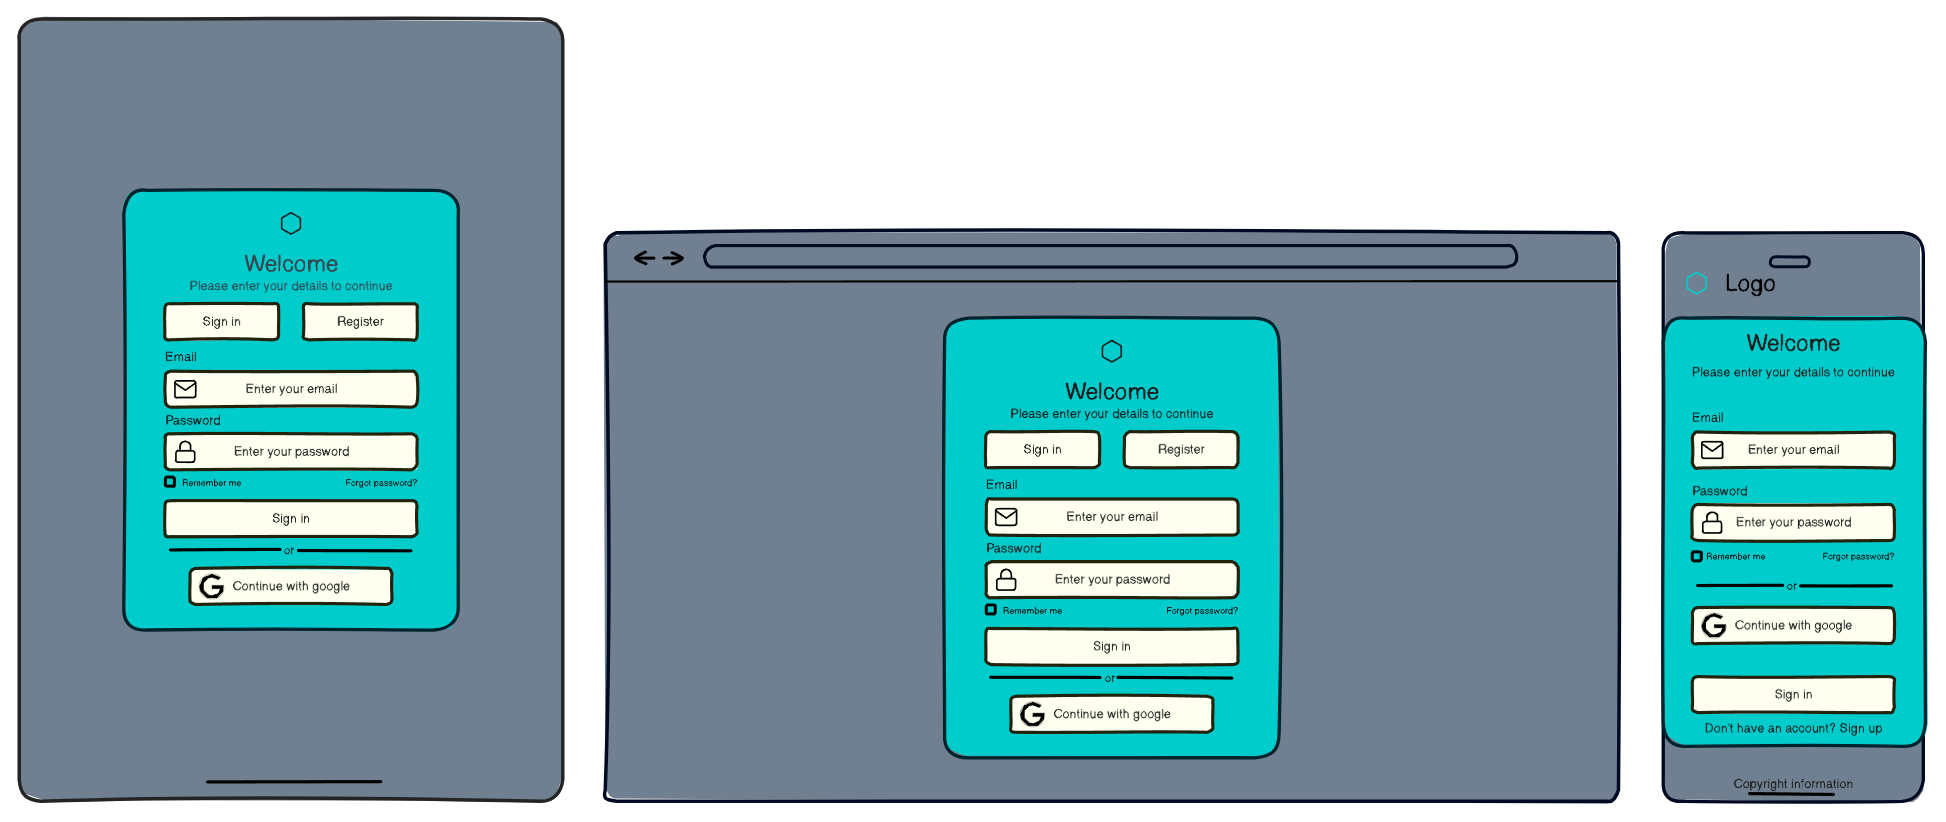 Welcome
Please enter your details to continue
Sign in
Register
Email
Enter your email
Password
Enter your password
Remember me
Forgot password?
Sign in
or
Continue with google
Welcome
Please enter your details to continue
Sign in
Register
Email
Enter your email
Password
Enter your password
Remember me
Forgot password?
Sign in
or
Continue with google
Logo
Welcome
Please enter your details to continue
Email
Enter your email
Password
Enter your password
Remember me
Forgot password?
or
Continue with google
Sign in
Don't have an account? Sign up
Copyright information